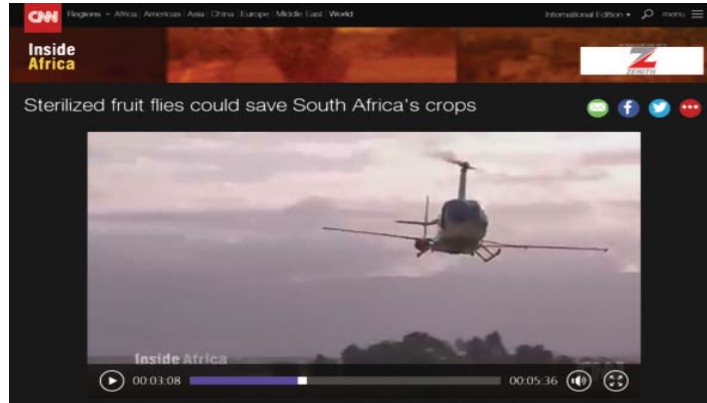 CNN Regions + Africa | Americas | Asia | China | Europe | Middle East | World International Edition menu
Inside
Africa
ZENITH
Sterilized fruit flies could save South Africa's crops
Inside Africa
00:03:08 00:05:36